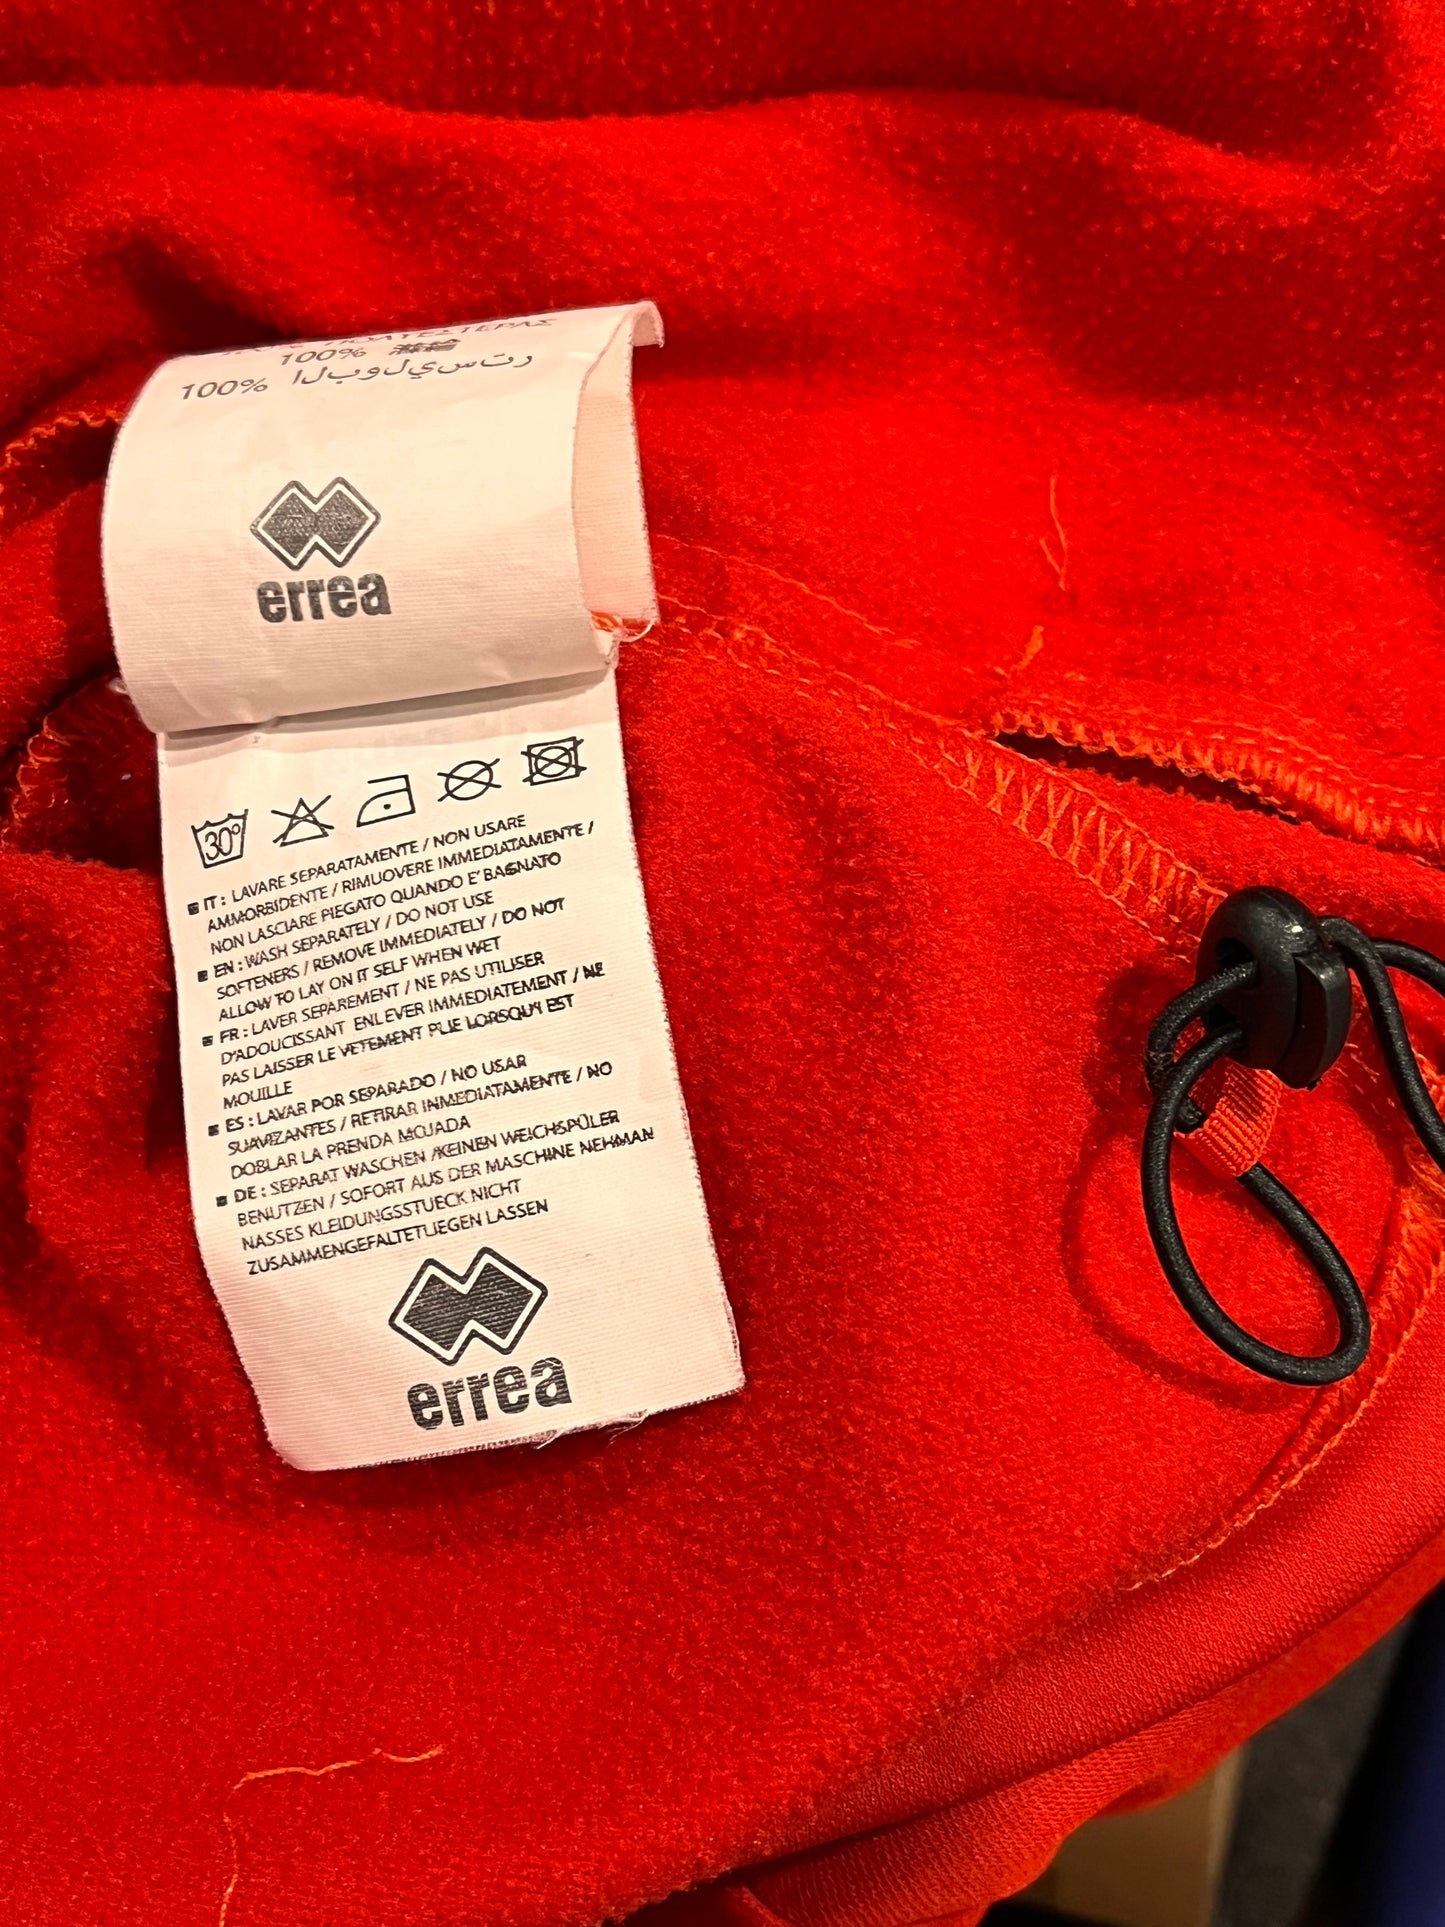 ΠΟΛΥΕΣΤΕΡΑΣ
100%
100% البوليستر
errea
30°
IT : LAVARE SEPARATAMENTE / NON USARE
AMMORBIDENTE / RIMUOVERE IMMEDIATAMENTE /
NON LASCIARE PIEGATO QUANDO E' BAGNATO
EN : WASH SEPARATELY / DO NOT USE
SOFTENERS / REMOVE IMMEDIATELY / DO NOT
ALLOW TO LAY ON IT SELF WHEN WET
FR : LAVER SEPAREMENT / NE PAS UTILISER
D'ADOUCISSANT ENLEVER IMMEDIATEMENT / NE
PAS LAISSER LE VETEMENT PLIE LORSQU'I EST
MOUILLE
ES : LAVAR POR SEPARADO / NO USAR
SUAVIZANTES / RETIRAR INMEDIATAMENTE / NO
DOBLAR LA PRENDA MOJADA
DE : SEPARAT WASCHEN /KEINEN WEICHSPÜLER
BENUTZEN / SOFORT AUS DER MASCHINE NEHMAN
NASSES KLEIDUNGSSTUECK NICHT
ZUSAMMENGEFALTETLIEGEN LASSEN
errea